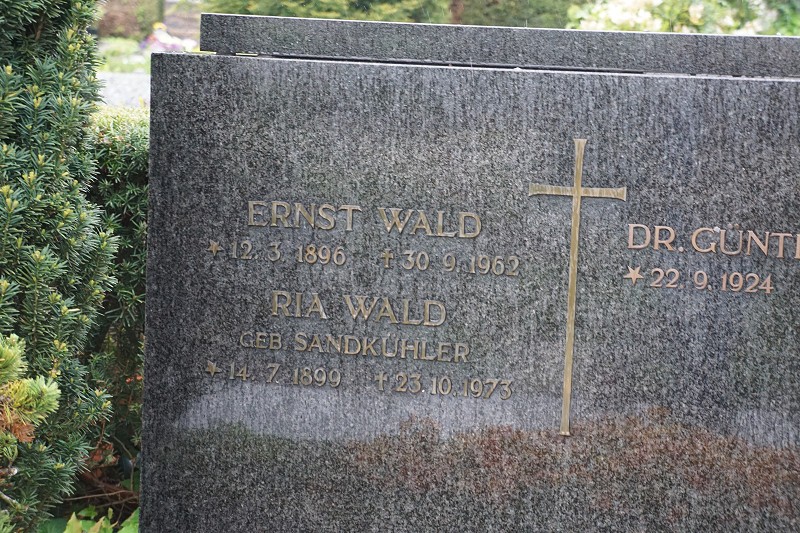 ERNST WALD
* 12. 3. 1896 † 30. 9. 1962
RIA WALD
GEB SANDKÜHLER
* 14. 7. 1899 † 23. 10. 1973
DR. GÜNT
* 22. 9. 1924